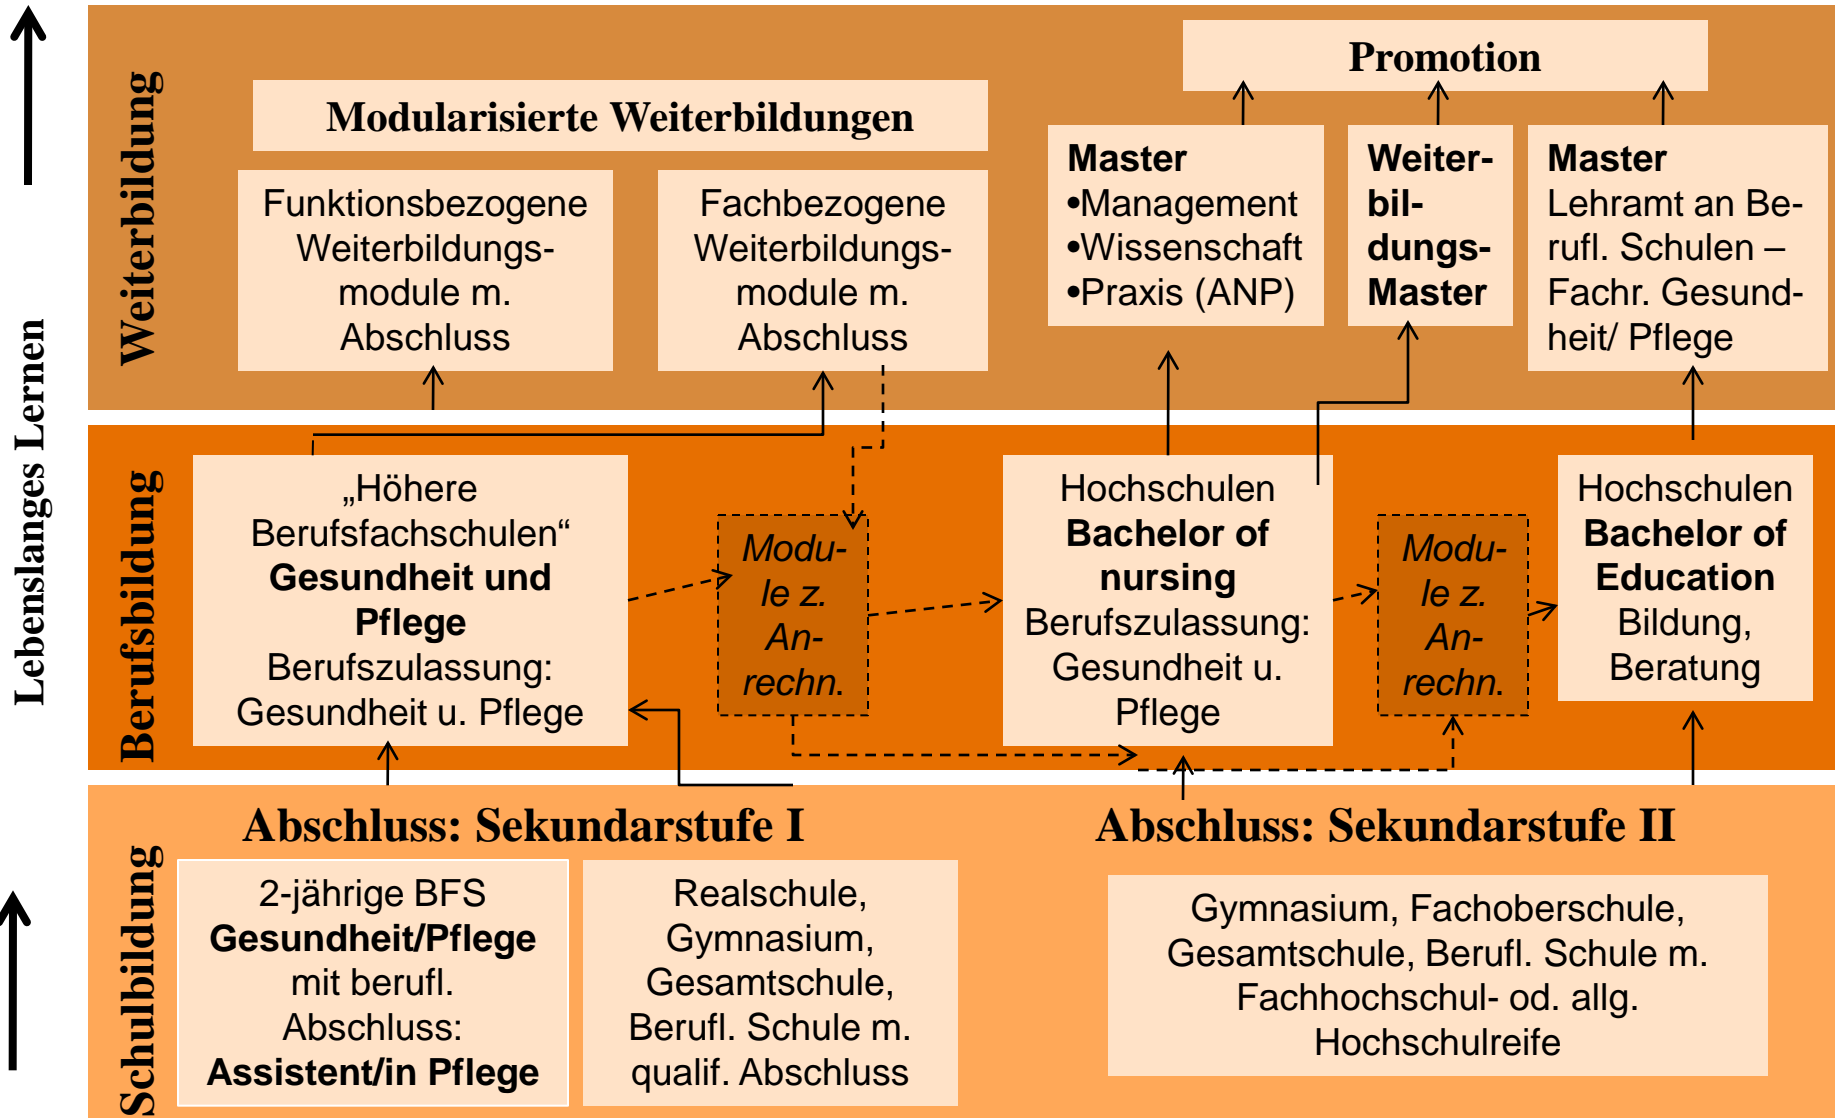 Lebenslanges Lernen
Weiterbildung
Promotion
Modularisierte Weiterbildungen
Funktionsbezogene
Weiterbildungs-
module m.
Abschluss
Fachbezogene
Weiterbildungs-
module m.
Abschluss
Master
•Management
•Wissenschaft
•Praxis (ANP)
Weiter-
bil-
dungs-
Master
Master
Lehramt an Be-
rufl. Schulen –
Fachr. Gesund-
heit/ Pflege
Berufsbildung
„Höhere
Berufsfachschulen“
Gesundheit und
Pflege
Berufszulassung:
Gesundheit u. Pflege
Modu-
le z.
An-
rechn.
Hochschulen
Bachelor of
nursing
Berufszulassung:
Gesundheit u.
Pflege
Modu-
le z.
An-
rechn.
Hochschulen
Bachelor of
Education
Bildung,
Beratung
Schulbildung
Abschluss: Sekundarstufe I
Abschluss: Sekundarstufe II
2-jährige BFS
Gesundheit/Pflege
mit berufl.
Abschluss:
Assistent/in Pflege
Realschule,
Gymnasium,
Gesamtschule,
Berufl. Schule m.
qualif. Abschluss
Gymnasium, Fachoberschule,
Gesamtschule, Berufl. Schule m.
Fachhochschul- od. allg.
Hochschulreife